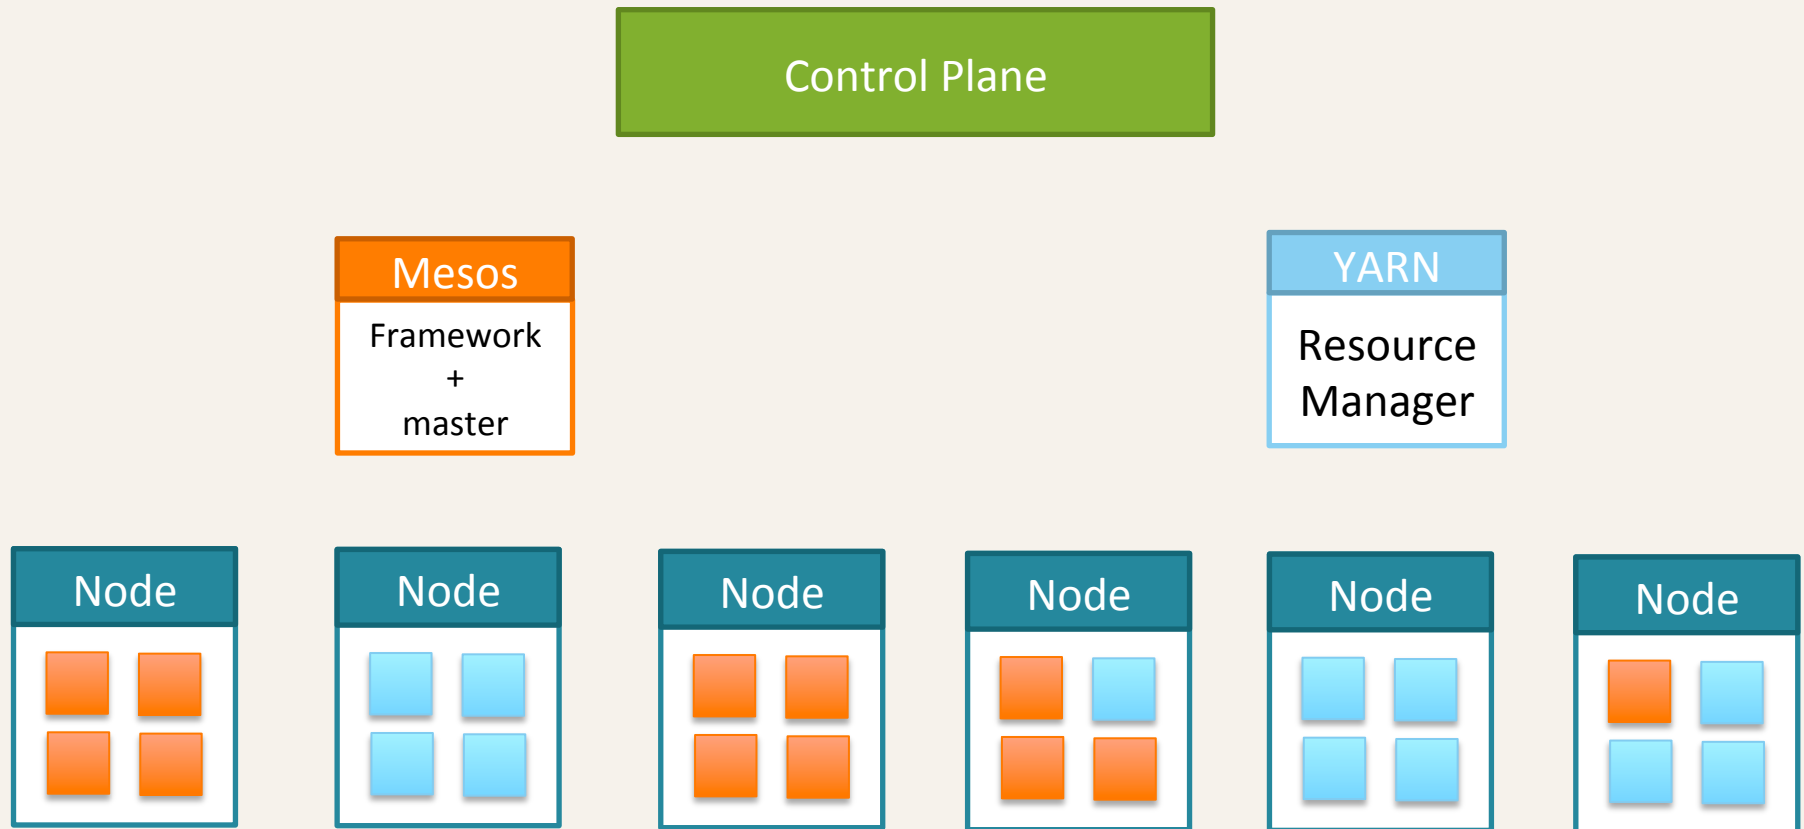 Control Plane
Mesos
Framework
+
master
YARN
Resource
Manager
Node
Node
Node
Node
Node
Node